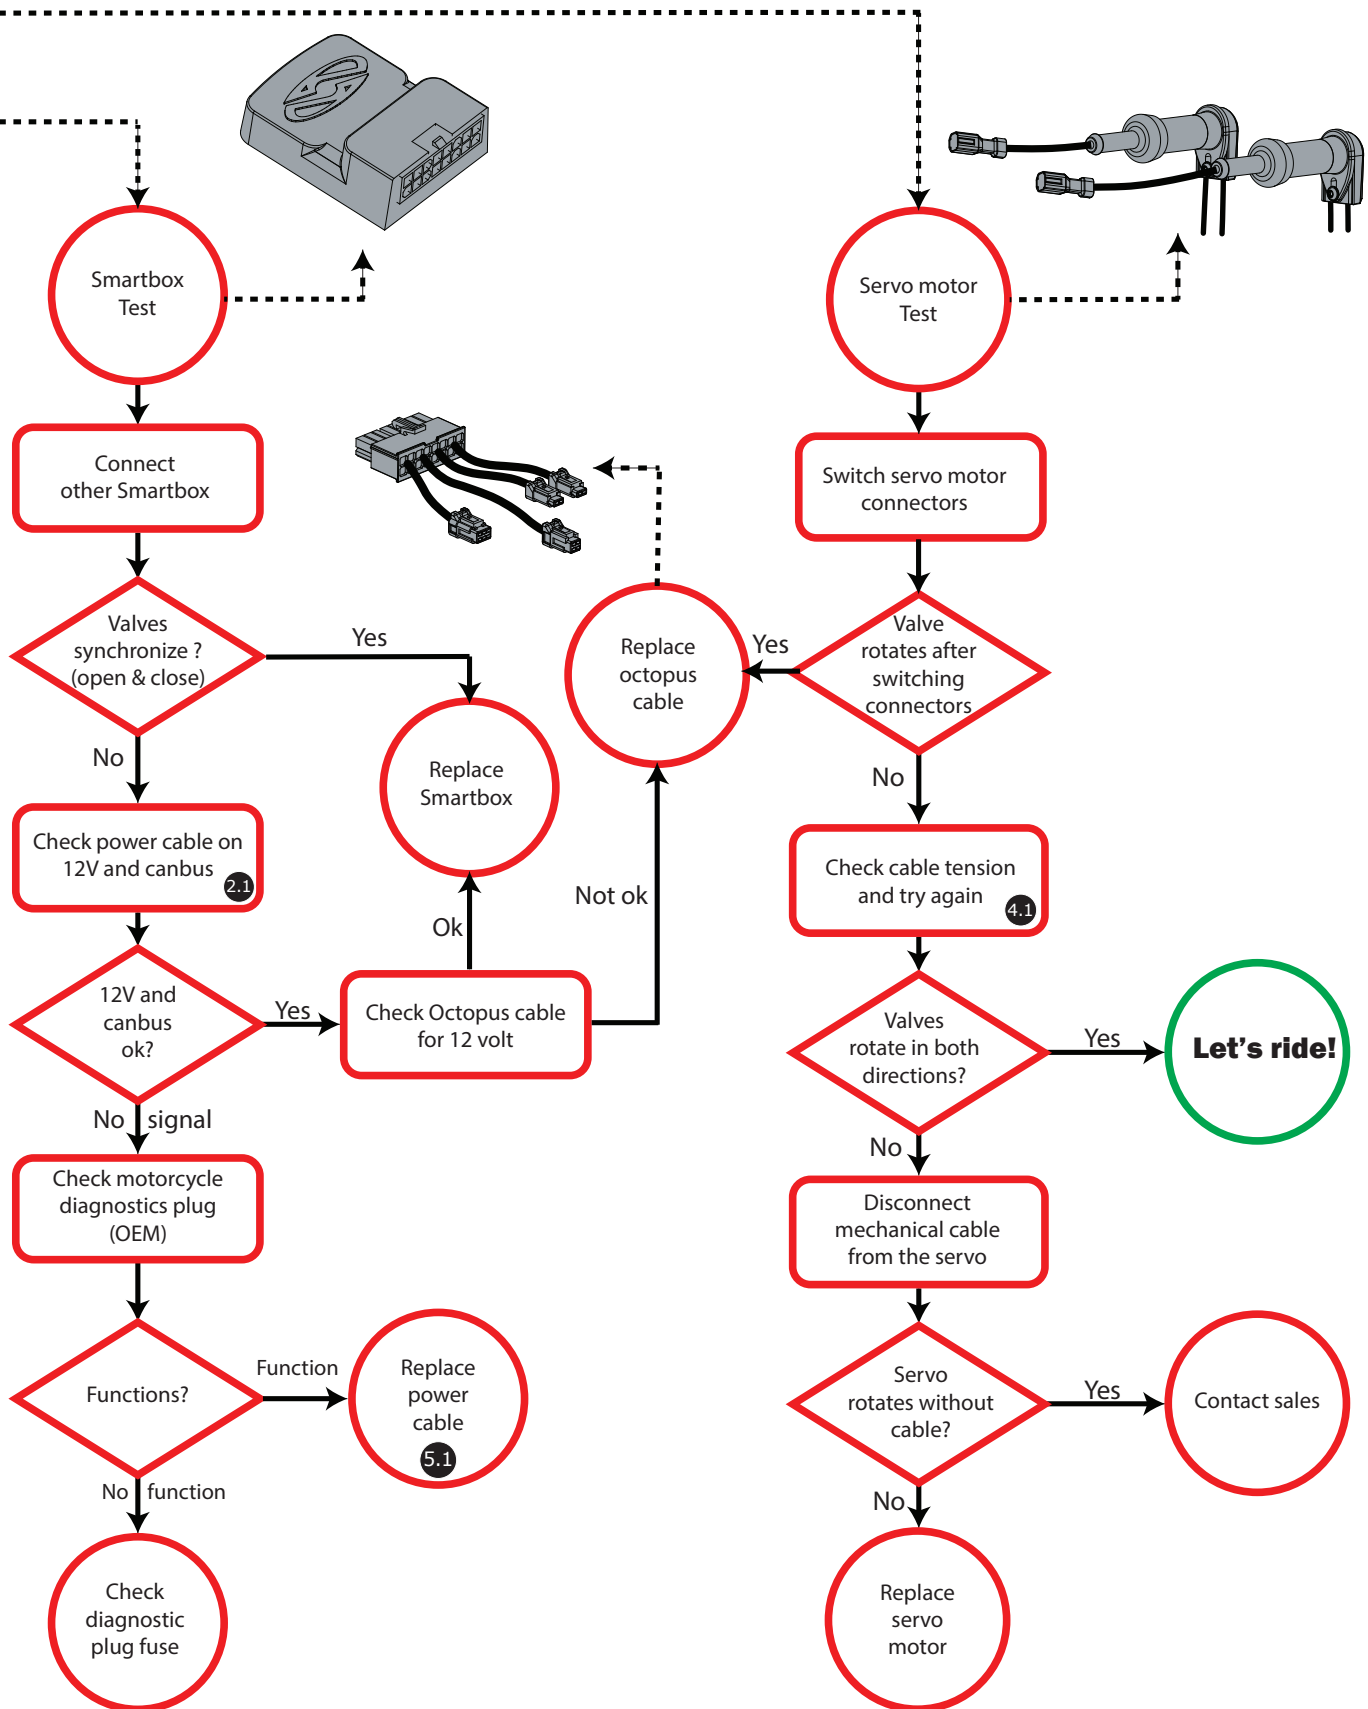 Smartbox
Test
Connect
other Smartbox
Valves
synchronize ?
(open & close)
Yes
No
Replace
Smartbox
Check power cable on
12V and canbus
2.1
Ok
12V and
canbus
ok?
Yes
Check Octopus cable
for 12 volt
Not ok
No signal
Check motorcycle
diagnostics plug
(OEM)
Functions?
Function
Replace
power
cable
5.1
No function
Check
diagnostic
plug fuse
Servo motor
Test
Switch servo motor
connectors
Valve
rotates after
switching
connectors
Yes
Replace
octopus
cable
No
Check cable tension
and try again
4.1
Valves
rotate in both
directions?
Yes
Let's ride!
No
Disconnect
mechanical cable
from the servo
Servo
rotates without
cable?
Yes
Contact sales
No
Replace
servo
motor